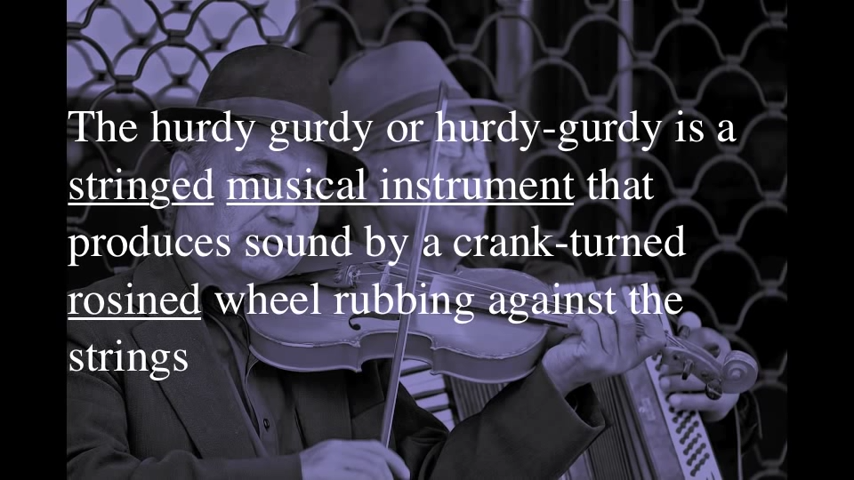 The hurdy gurdy or hurdy-gurdy is a
stringed musical instrument that
produces sound by a crank-turned
rosined wheel rubbing against the
strings